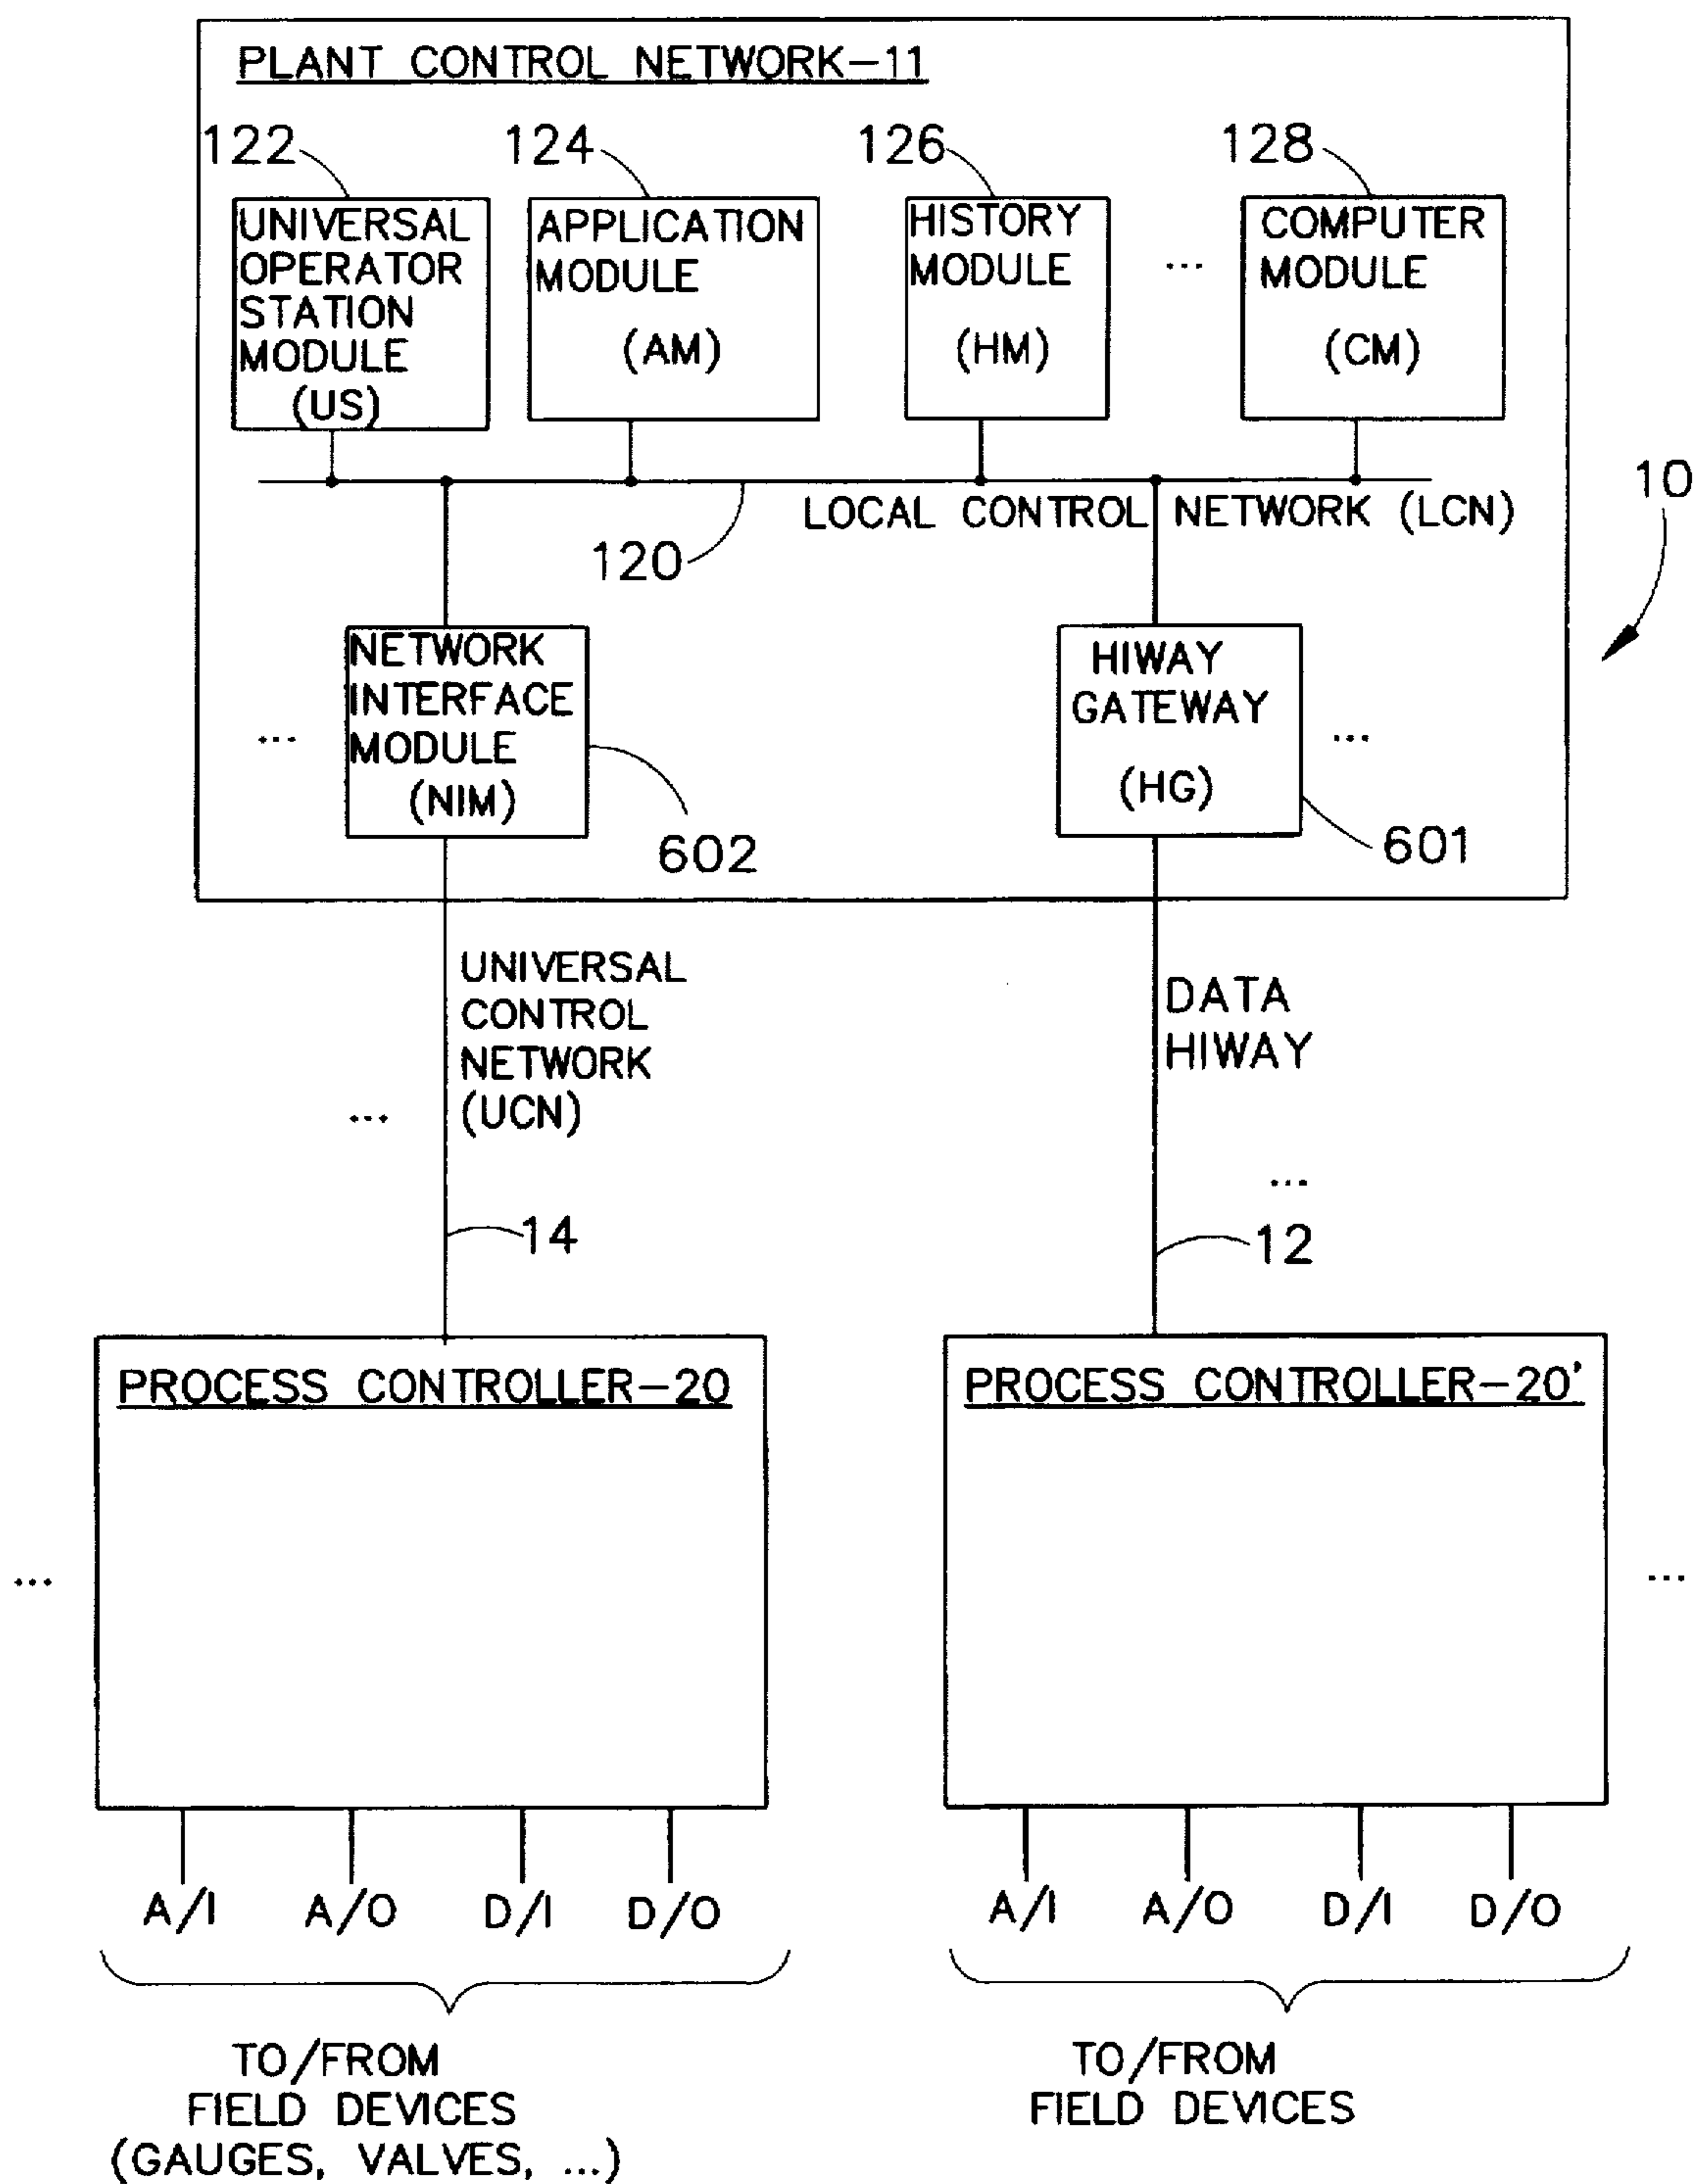 PLANT CONTROL NETWORK-11
122
124
126
128
UNIVERSAL
OPERATOR
STATION
MODULE
(US)
APPLICATION
MODULE
(AM)
HISTORY
MODULE
(HM)
...
COMPUTER
MODULE
(CM)
10
LOCAL CONTROL NETWORK (LCN)
120
...
NETWORK
INTERFACE
MODULE
(NIM)
602
HIWAY
GATEWAY
(HG)
...
601
UNIVERSAL
CONTROL
NETWORK
(UCN)
...
DATA
HIWAY
...
14
12
PROCESS CONTROLLER-20
PROCESS CONTROLLER-20'
...
...
A/I A/O D/I D/O
A/I A/O D/I D/O
TO/FROM
FIELD DEVICES
(GAUGES, VALVES, ...)
TO/FROM
FIELD DEVICES